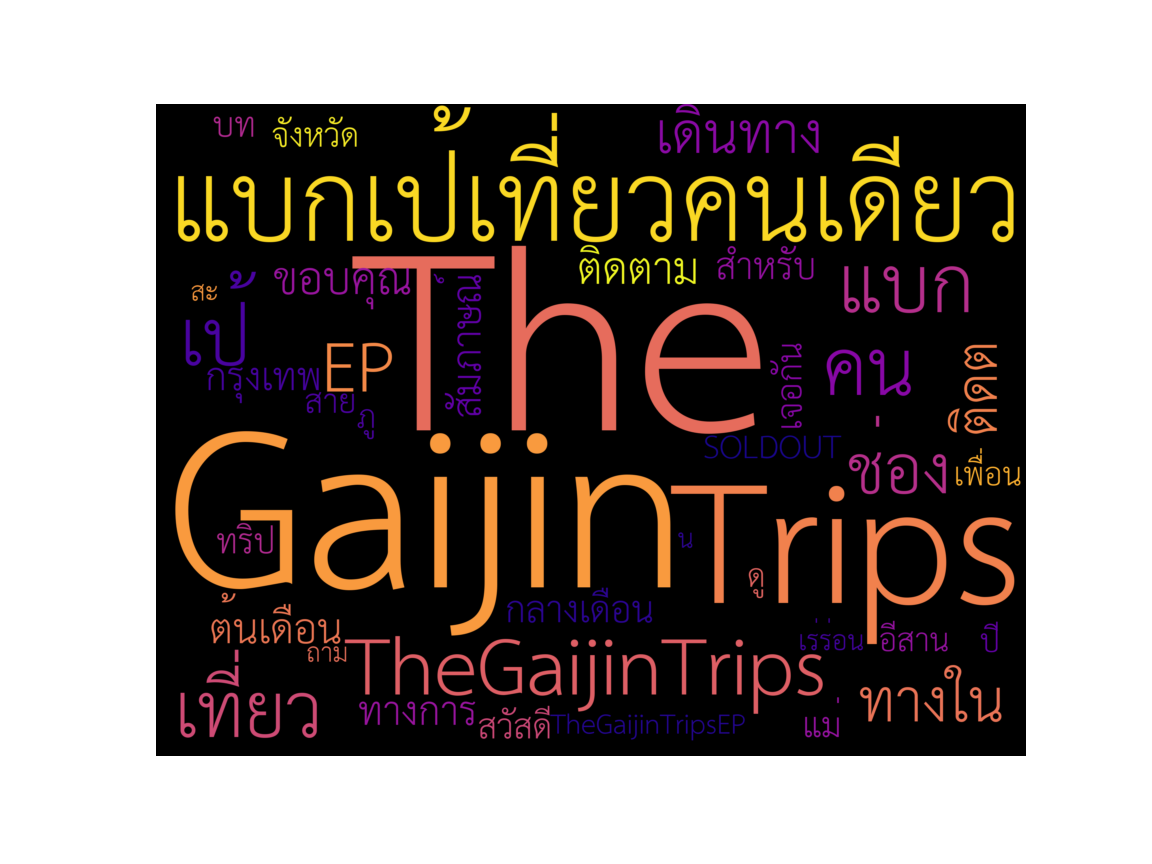 บท
จังหวัด
เดินทาง
แบกเป้เที่ยวคนเดียว
ขอบคุณ
สัมภาษณ์
ติดตาม
สำหรับ
แบก
สะ
The
เป้
กรุงเทพ
EP
สาย
ภู
เจอกัน
คน
ติดต
SOLDOUT
ช่อง
เพื่อน
Gaijin
Trips
ทริป
น
ดู
กลางเดือน
ต้นเดือน
ถาม
TheGaijinTrips
เร่ร่อน
อีสาน
ปี
เที่ยว
ทางการ
สวัสดี
TheGaijinTripsEP
แม่
ทางใน